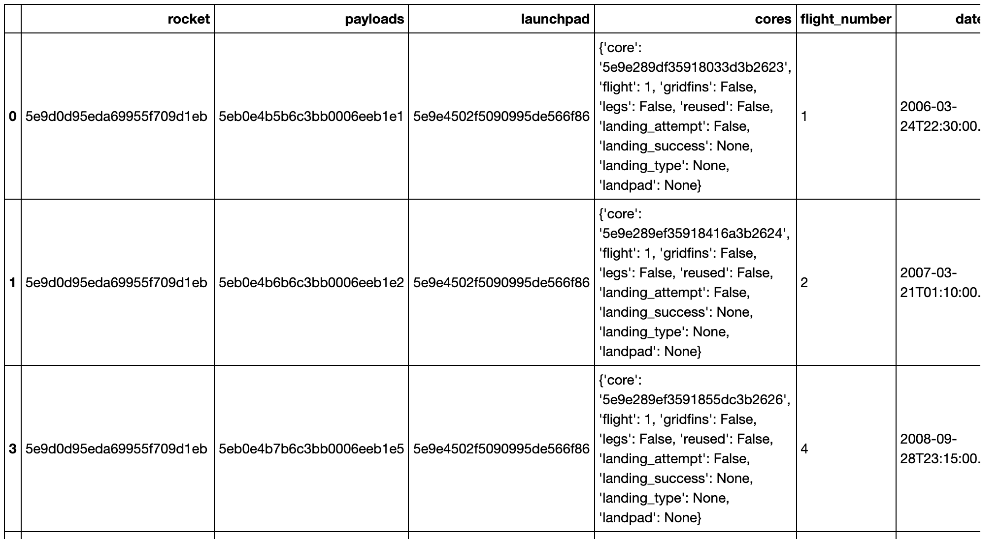 rocket payloads launchpad cores flight_number date
{'core':
'5e9e289df35918033d3b2623',
'flight': 1, 'gridfins': False,
'legs': False, 'reused': False,
0 5e9d0d95eda69955f709d1eb 5eb0e4b5b6c3bb0006eeb1e1 5e9e4502f5090995de566f86 'landing_attempt': False, 1 2006-03-
24T22:30:00.
'landing_success': None,
'landing_type': None,
'landpad': None}
{'core':
'5e9e289ef35918416a3b2624',
'flight': 1, 'gridfins': False,
'legs': False, 'reused': False,
1 5e9d0d95eda69955f709d1eb 5eb0e4b6b6c3bb0006eeb1e2 5e9e4502f5090995de566f86 'landing_attempt': False, 2 2007-03-
21T01:10:00.
'landing_success': None,
'landing_type': None,
'landpad': None}
{'core':
'5e9e289ef3591855dc3b2626',
'flight': 1, 'gridfins': False,
'legs': False, 'reused': False,
3 5e9d0d95eda69955f709d1eb 5eb0e4b7b6c3bb0006eeb1e5 5e9e4502f5090995de566f86 'landing_attempt': False, 4 2008-09-
28T23:15:00.
'landing_success': None,
'landing_type': None,
'landpad': None}